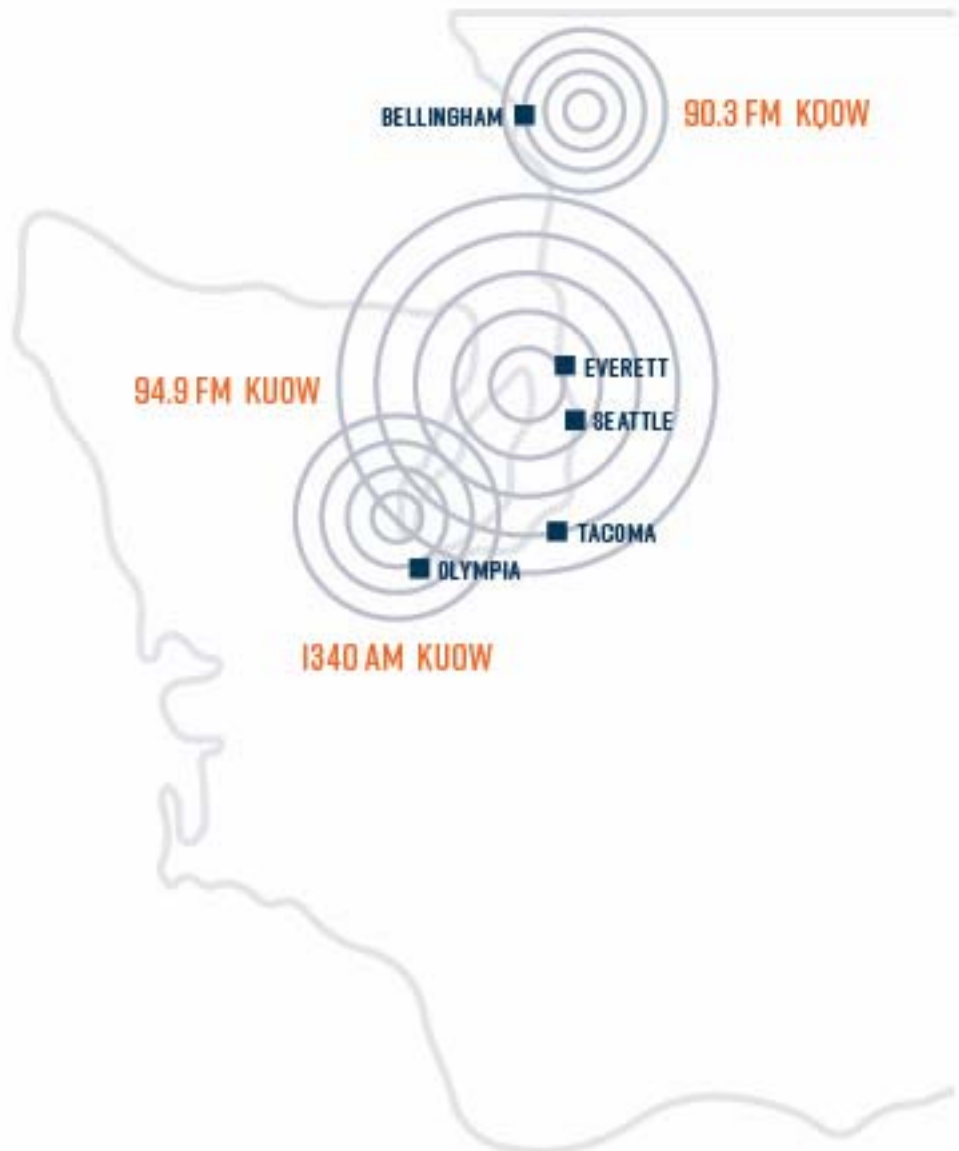 BELLINGHAM
90.3 FM KQOW
EVERETT
94.9 FM KUOW
SEATTLE
TACOMA
OLYMPIA
1340 AM KUOW